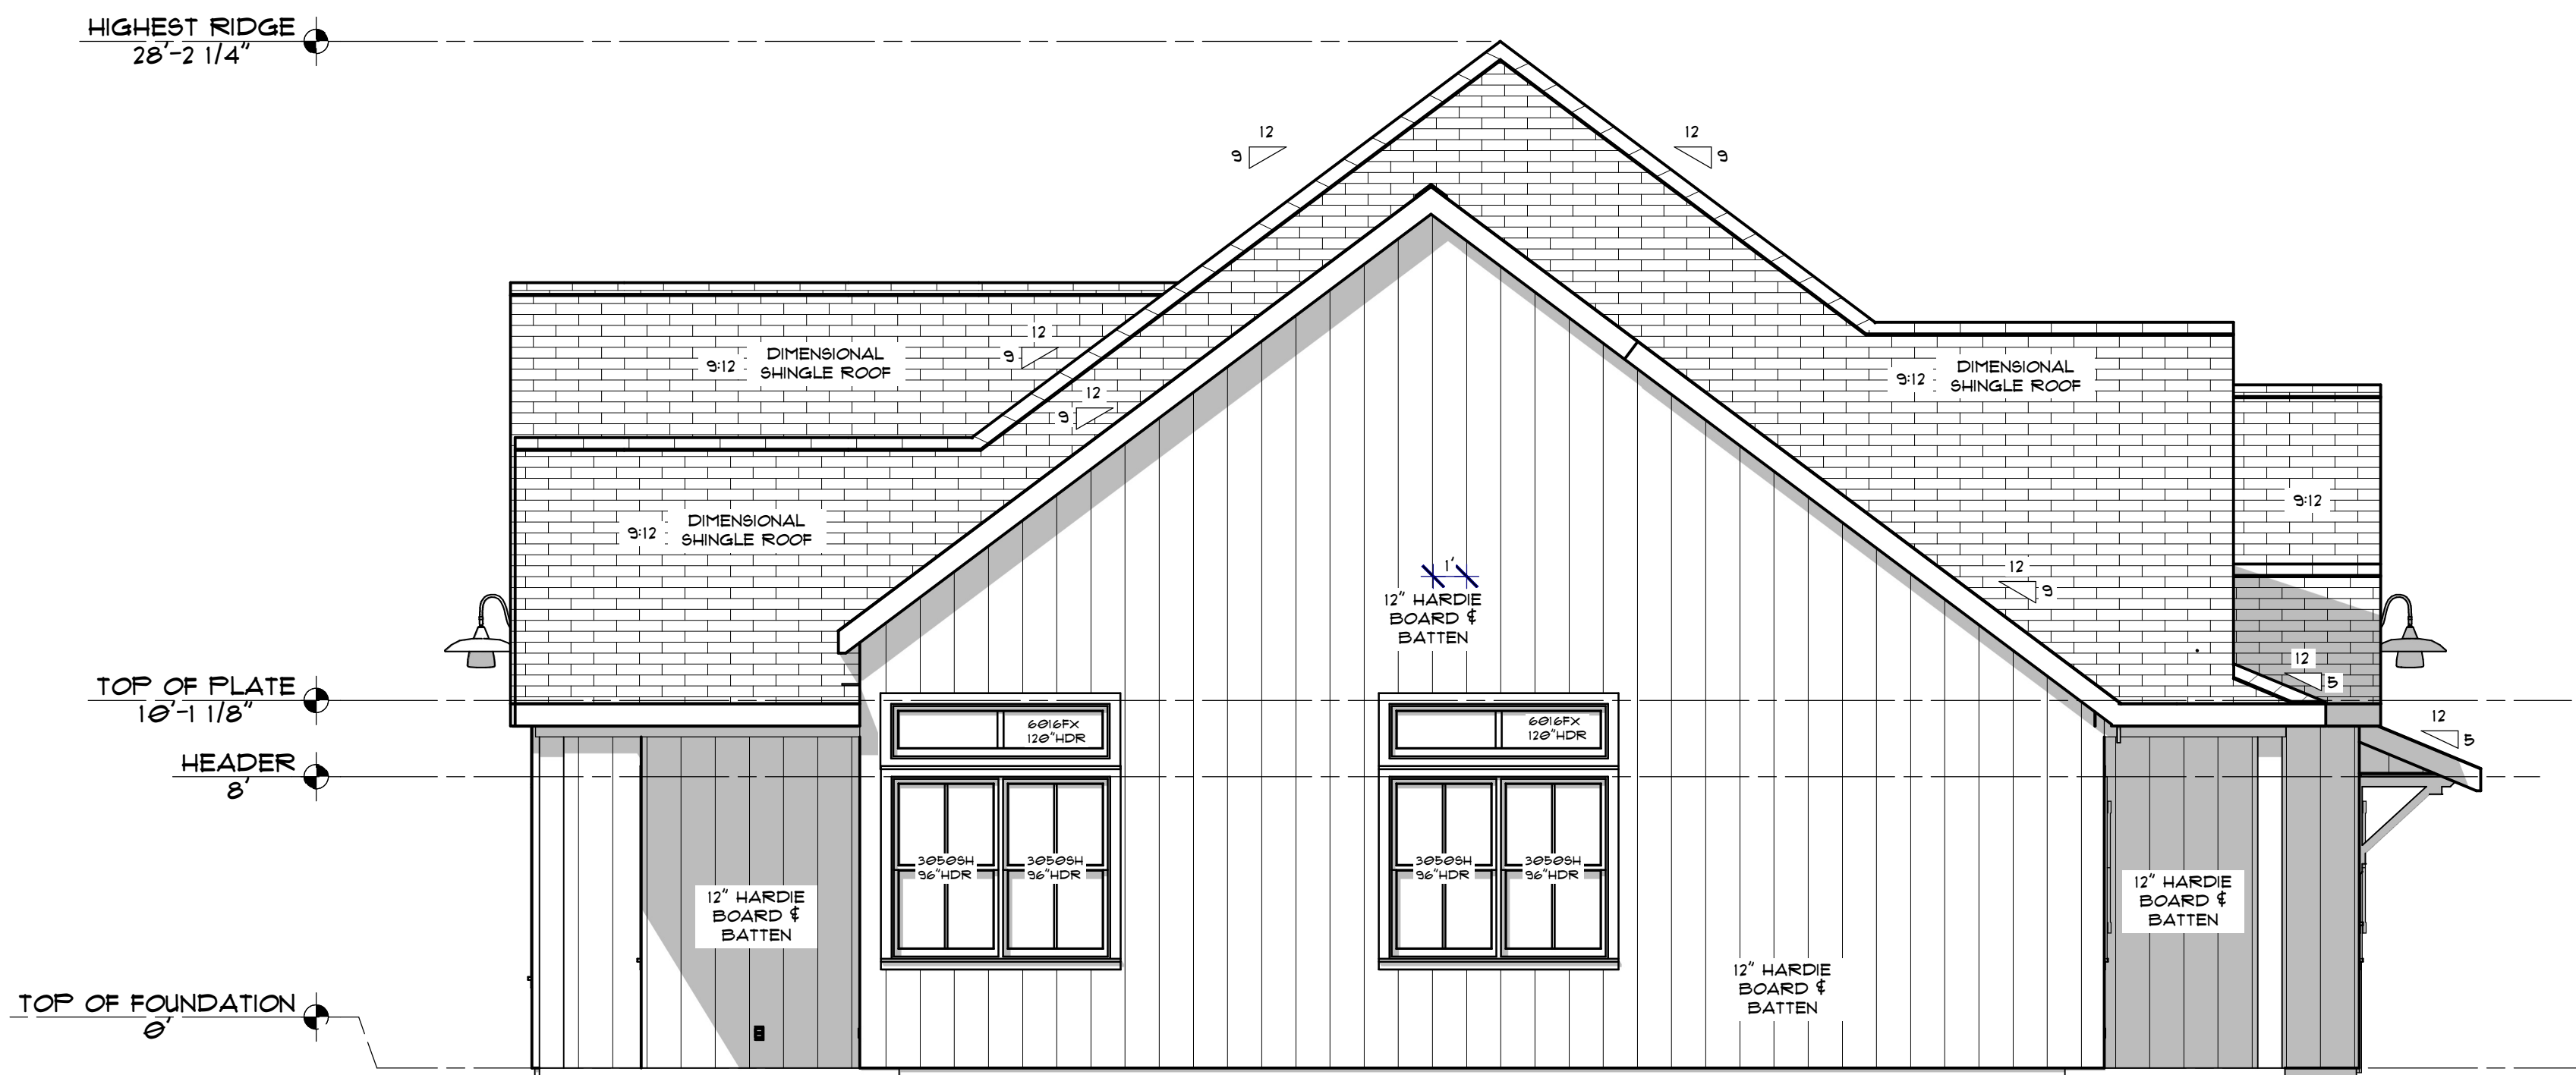 HIGHEST RIDGE
28'-2 1/4"
12
9
12
9
12
9
9:12
DIMENSIONAL
SHINGLE ROOF
12
9
9:12
DIMENSIONAL
SHINGLE ROOF
9:12
9:12
DIMENSIONAL
SHINGLE ROOF
1'
12" HARDIE
BOARD &
BATTEN
12
9
12
5
TOP OF PLATE
10'-1 1/8"
6016FX
120"HDR
6016FX
120"HDR
12
5
HEADER
8'
3050SH
96"HDR
3050SH
96"HDR
3050SH
96"HDR
3050SH
96"HDR
12" HARDIE
BOARD &
BATTEN
12" HARDIE
BOARD &
BATTEN
12" HARDIE
BOARD &
BATTEN
TOP OF FOUNDATION
0'